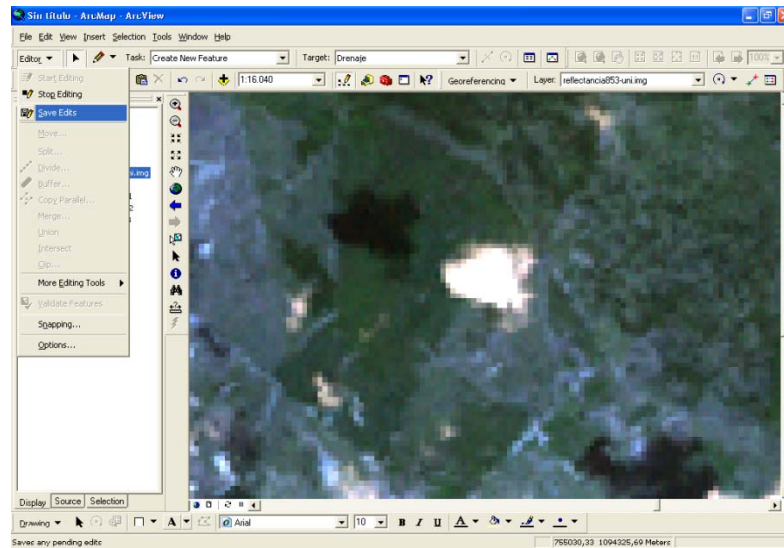 Sin título - ArcMap - ArcView
File Edit View Insert Selection Tools Window Help
Editor Task: Create New Feature Target: Drenaje 100%
1:16.040 Georeferencing Layer: reflectancia853-uni.img
Start Editing
Stop Editing
Save Edits
Move...
Split...
Divide...
Buffer...
Copy Parallel...
Merge...
Union
Intersect
Clip...
More Editing Tools
Validate Features
Snapping...
Options...
Display Source Selection
Drawing A Arial 10 B I U A
Saves any pending edits 755030,33 1094325,69 Meters